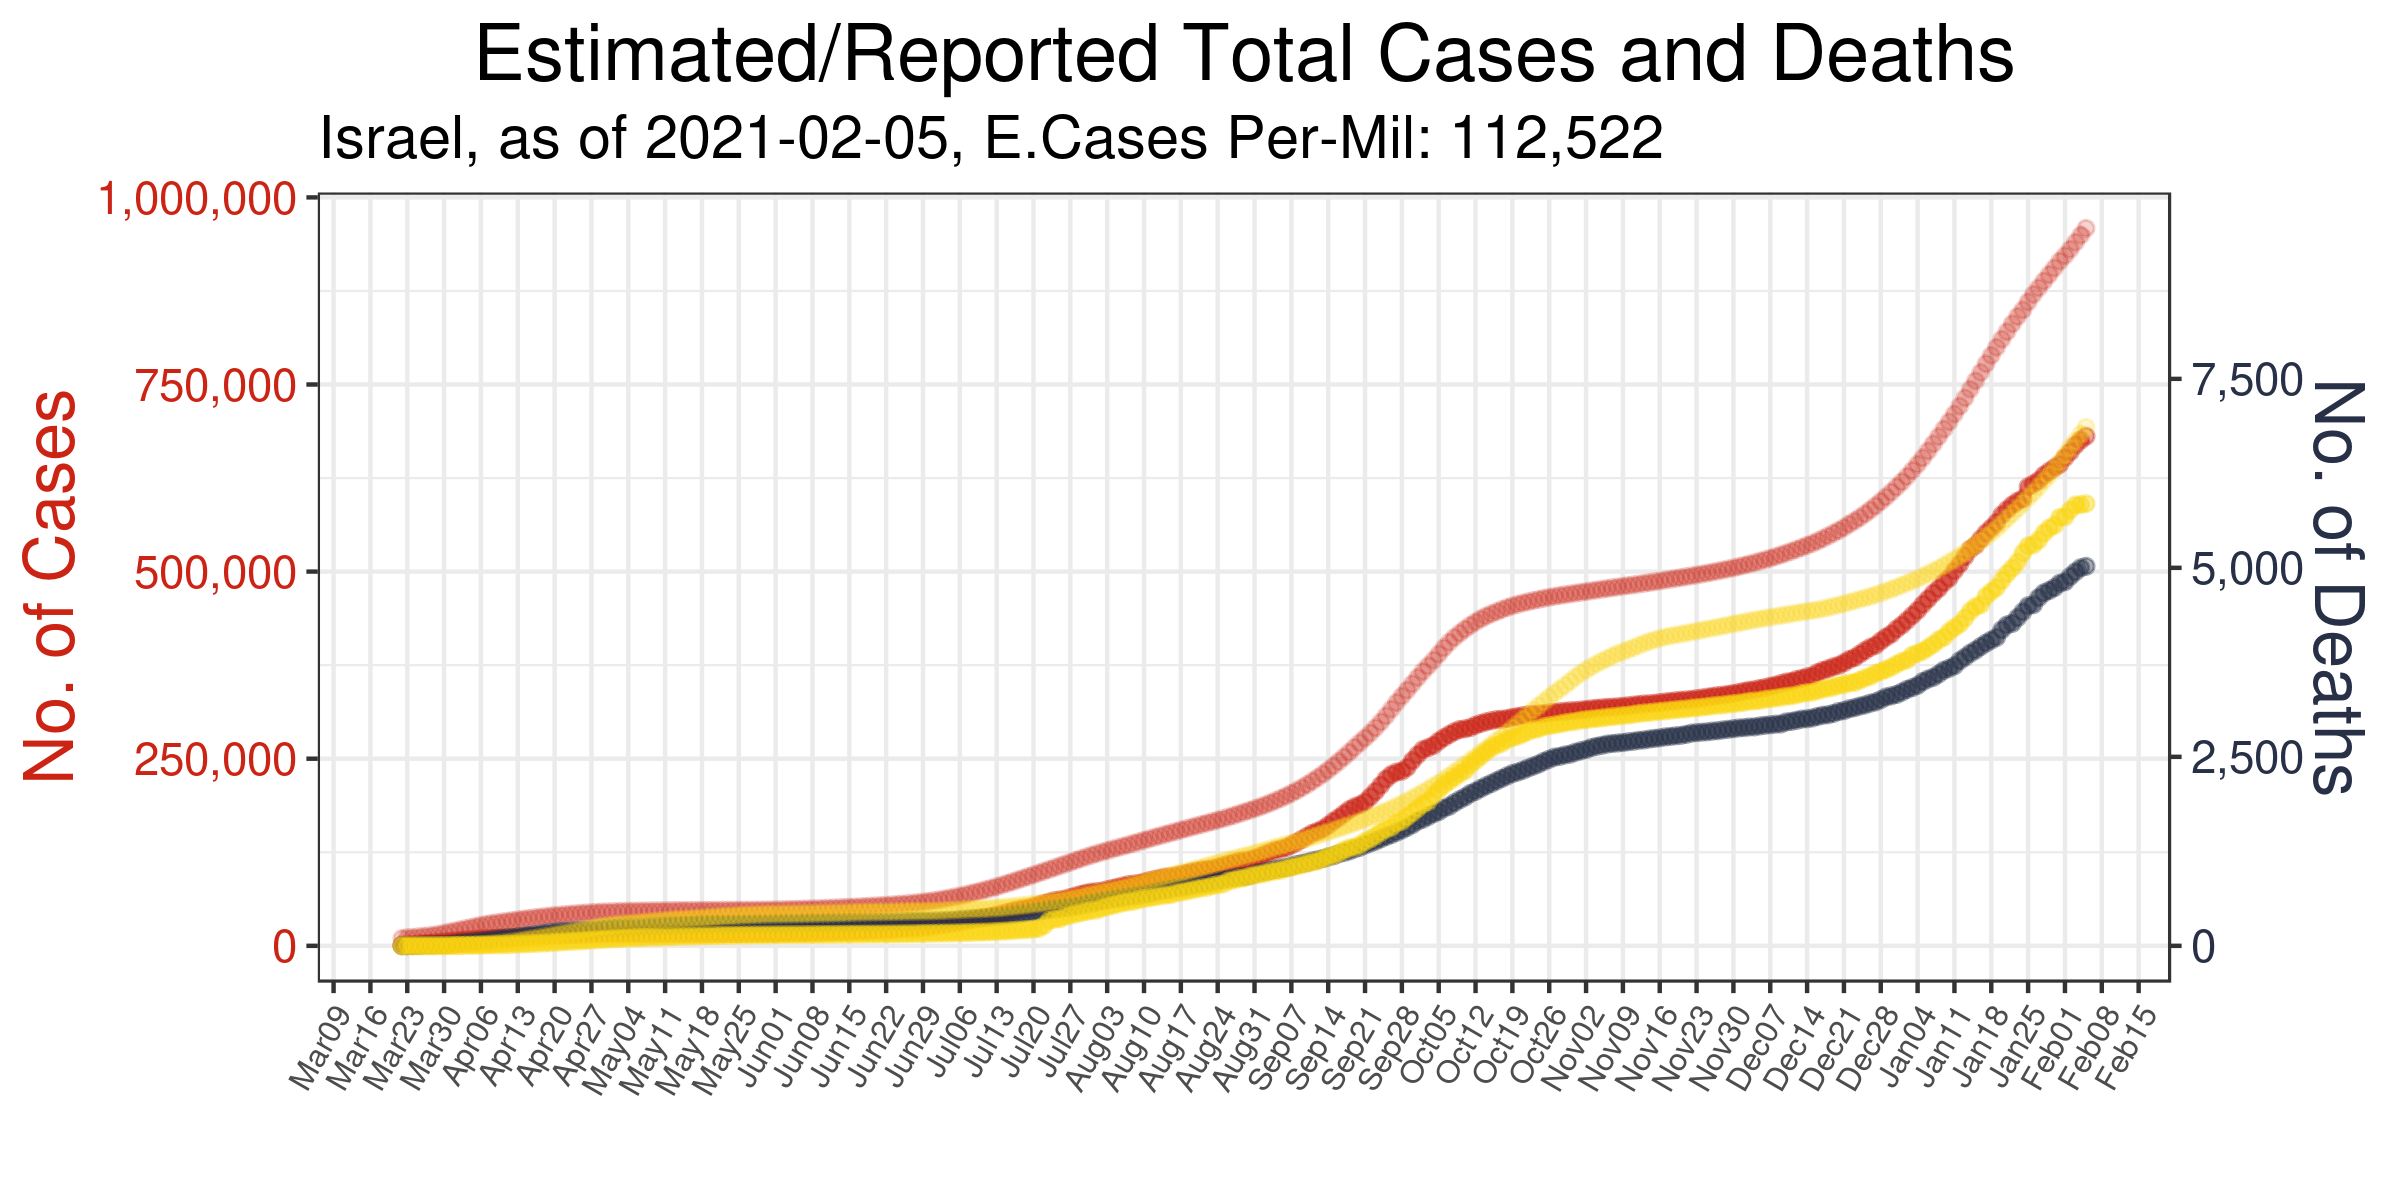 Estimated/Reported Total Cases and Deaths
Israel, as of 2021-02-05, E.Cases Per-Mil: 112,522
No. of Cases
1,000,000
750,000
500,000
250,000
0
7,500
5,000
2,500
0
No. of Deaths
Mar09 Mar16 Mar23 Mar30 Apr06 Apr13 Apr20 Apr27 May04 May11 May18 May25 Jun01 Jun08 Jun15 Jun22 Jun29 Jul06 Jul13 Jul20 Jul27 Aug03 Aug10 Aug17 Aug24 Aug31 Sep07 Sep14 Sep21 Sep28 Oct05 Oct12 Oct19 Oct26 Nov02 Nov09 Nov16 Nov23 Nov30 Dec07 Dec14 Dec21 Dec28 Jan04 Jan11 Jan18 Jan25 Feb01 Feb08 Feb15